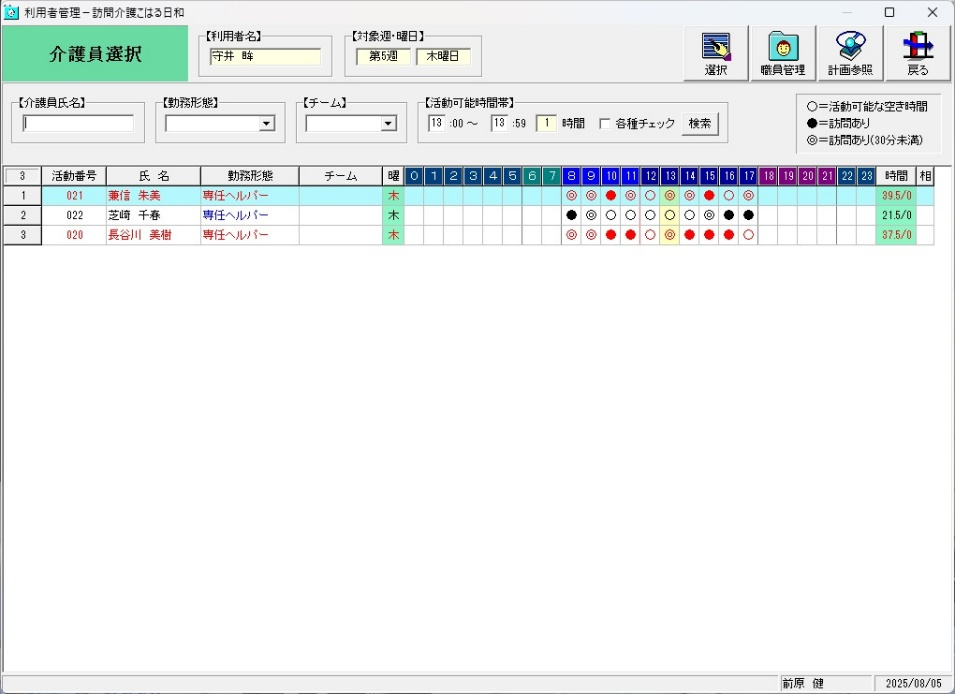 利用者管理－訪問介護こはる日和
介護員選択
【利用者名】
守井 眸
【対象週・曜日】
第5週 木曜日
選択 職員管理 計画参照 戻る
【介護員氏名】 【勤務形態】 【チーム】 【活動可能時間帯】
13 :00 ～ 13 :59 1 時間 各種チェック 検索
○＝活動可能な空き時間
●＝訪問あり
◎＝訪問あり(30分未満)
3 活動番号 氏 名 勤務形態 チーム 曜 0 1 2 3 4 5 6 7 8 9 10 11 12 13 14 15 16 17 18 19 20 21 22 23 時間 相
1 021 兼信 朱美 専任ヘルパー 木 ◎ ◎ ● ◎ ○ ◎ ◎ ● ○ ◎ 39.5/0
2 022 芝崎 千春 専任ヘルパー 木 ● ◎ ○ ○ ○ ○ ○ ◎ ● ● 21.5/0
3 020 長谷川 美樹 専任ヘルパー 木 ◎ ◎ ● ● ○ ◎ ● ● ● ○ 37.5/0
前原 健 2025/08/05